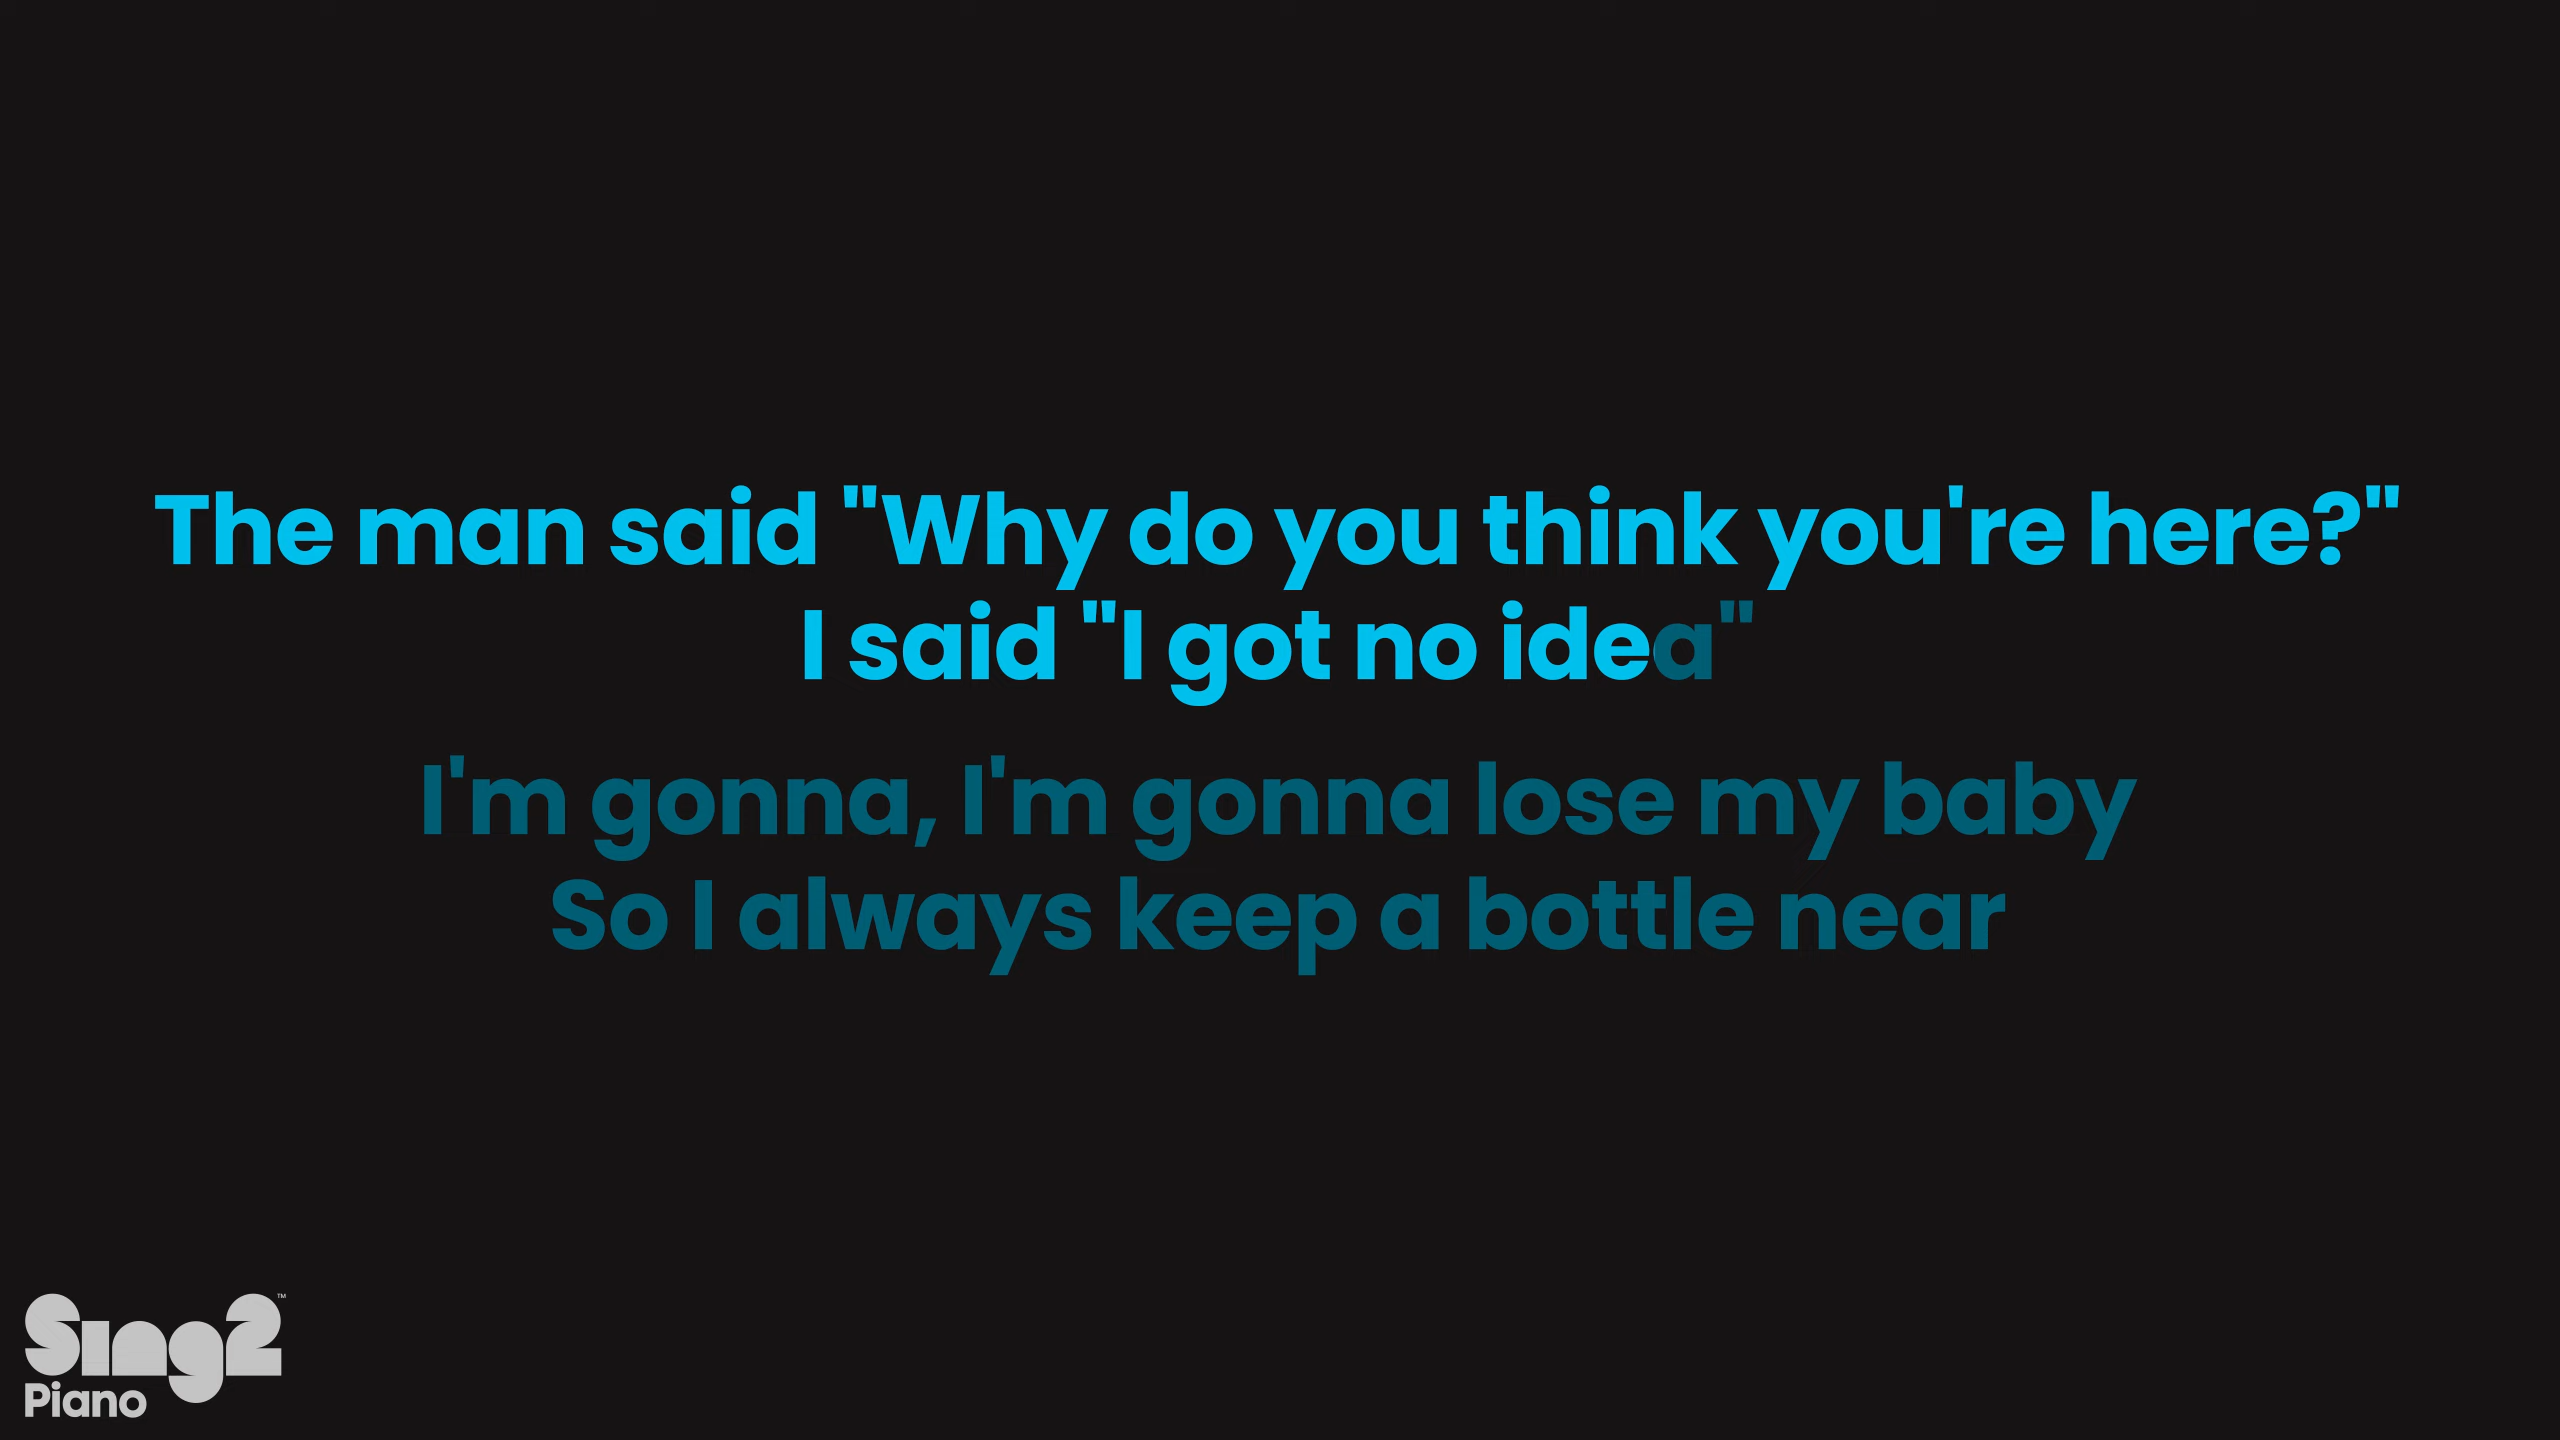 The man said "Why do you think you're here?"
I said "I got no idea"
I'm gonna, I'm gonna lose my baby
So I always keep a bottle near
Sing2™
Piano